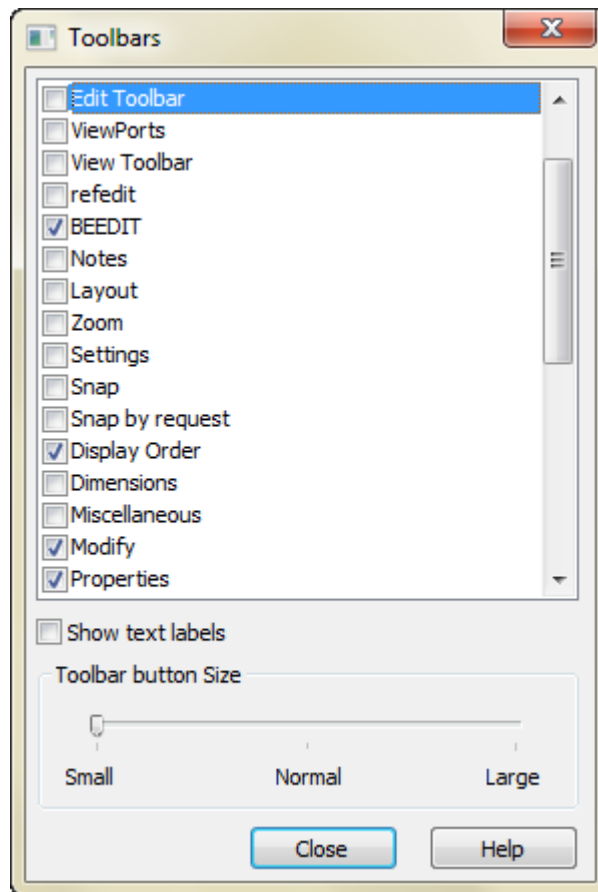 Toolbars
Edit Toolbar
ViewPorts
View Toolbar
refedit
BEEDIT
Notes
Layout
Zoom
Settings
Snap
Snap by request
Display Order
Dimensions
Miscellaneous
Modify
Properties
Show text labels
Toolbar button Size
Small Normal Large
Close Help